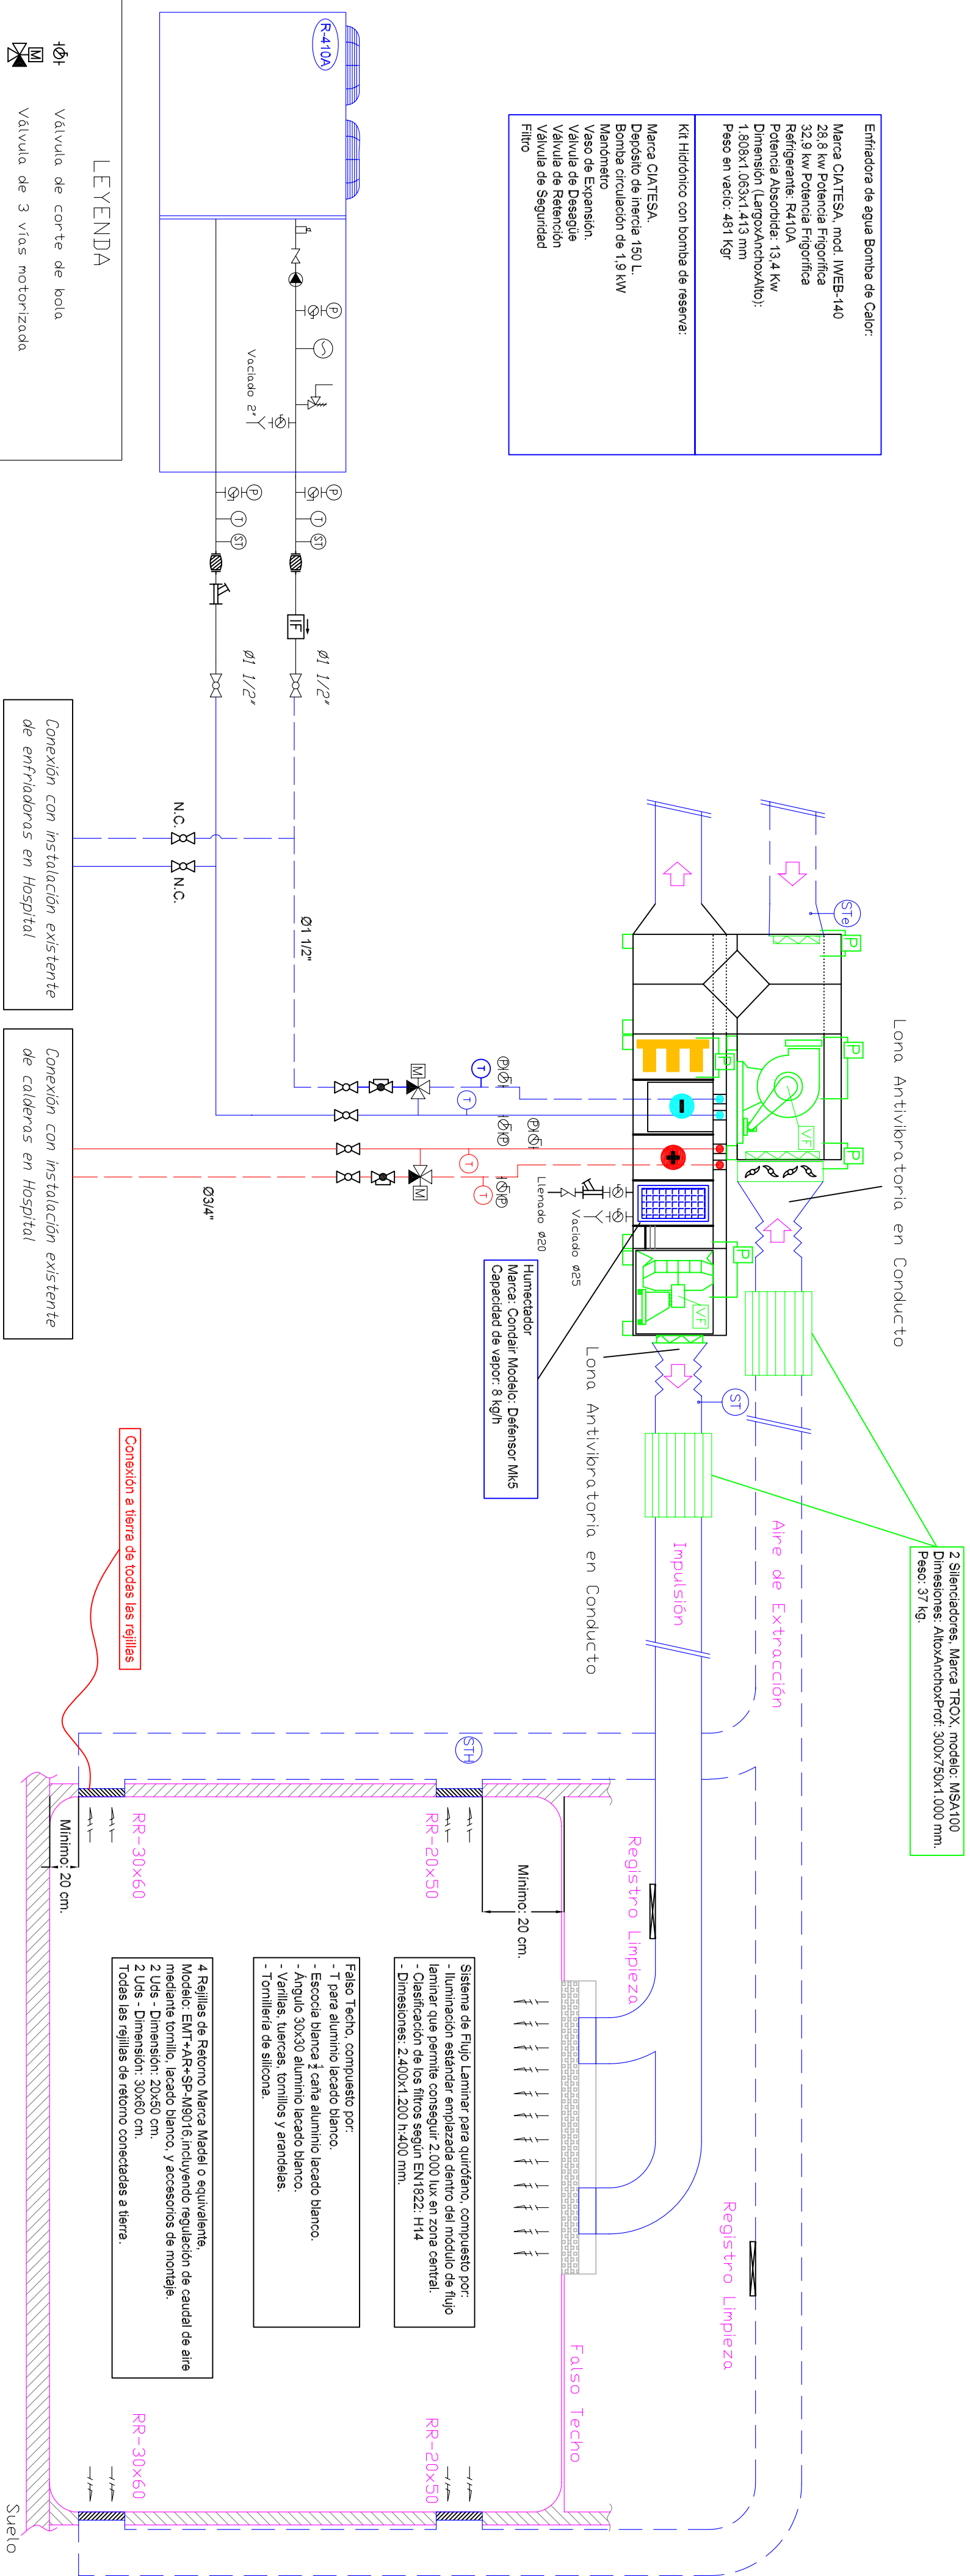 Enfriadora de agua Bomba de Calor:
Marca CIATESA, mod. IWEB-140
28,8 kw Potencia Frigorífica
32,9 kw Potencia Frigorífica
Refrigerante: R410A
Potencia Absorbida: 13,4 Kw
Dimensión (LargoxAnchoxAlto):
1.808x1.063x1.413 mm
Peso en vacio: 481 Kgr
Kit Hidrónico con bomba de reserva:
Marca CIATESA.
Depósito de inercia 150 L.
Bomba circulación de 1,9 kW
Manómetro
Vaso de Expansión.
Válvula de Desagüe
Válvula de Retención
Válvula de Seguridad
Filtro
R-410A
P
Vaciado 2"
P
T
ST
P
T
ST
IF
Ø1 1/2"
Ø1 1/2"
LEYENDA
Válvula de corte de bola
M
Válvula de 3 vías motorizada
N.C.
N.C.
Ø1 1/2"
Conexión con instalación existente
de enfriadoras en Hospital
Conexión con instalación existente
de calderas en Hospital
Ø3/4"
M
M
T
T
T
T
P
P
P
P
STe
P
P
P
P
P
VF
VF
-
+
Llenado Ø20
Vaciado Ø25
Lona Antivibratoria en Conducto
Lona Antivibratoria en Conducto
ST
Humectador
Marca: Condair Modelo: Defensor Mk5
Capacidad de vapor: 8 kg/h
2 Silenciadores, Marca TROX, modelo: MSA100
Dimesiones: AltoxAnchoxProf: 300x750x1.000 mm.
Peso: 37 kg.
Aire de Extracción
Impulsión
Conexión a tierra de todas las rejillas
STH
Registro Limpieza
Registro Limpieza
Falso Techo
Mínimo: 20 cm.
Mínimo: 20 cm.
RR-20x50
RR-30x60
RR-20x50
RR-30x60
Sistema de Flujo Laminar para quirófano, compuesto por:
- Iluminación estándar emplazada dentro del módulo de flujo
laminar que permite conseguir 2.000 lux en zona central.
- Clasificación de los filtros según EN1822: H14
- Dimesiones: 2.400x1.200 h:400 mm.
Falso Techo, compuesto por:
- T para aluminio lacado blanco.
- Escocia blanca ½ caña aluminio lacado blanco.
- Ángulo 30x30 aluminio lacado blanco.
- Varillas, tuercas, tornillos y arandelas.
- Tornillería de silicona.
4 Rejillas de Retorno Marca Madel o equivalente,
Modelo: EMT+AR+SP-M9016,incluyendo regulación de caudal de aire
mediante tornillo, lacado blanco, y accesorios de montaje.
2 Uds - Dimensión: 20x50 cm.
2 Uds - Dimensión: 30x60 cm.
Todas las rejillas de retorno conectadas a tierra.
Suelo